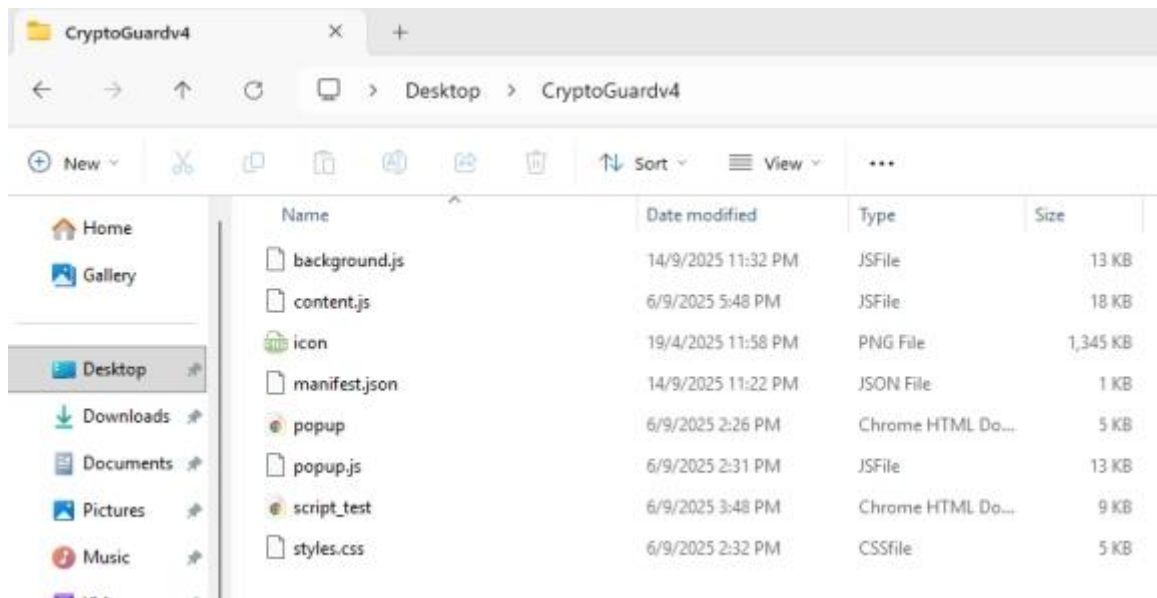 CryptoGuardv4
Desktop > CryptoGuardv4
New Sort View
Name Date modified Type Size
Home
Gallery
Desktop
Downloads
Documents
Pictures
Music
background.js 14/9/2025 11:32 PM JSFile 13 KB
content.js 6/9/2025 5:48 PM JSFile 18 KB
icon 19/4/2025 11:58 PM PNG File 1,345 KB
manifest.json 14/9/2025 11:22 PM JSON File 1 KB
popup 6/9/2025 2:26 PM Chrome HTML Do... 5 KB
popup.js 6/9/2025 2:31 PM JSFile 13 KB
script_test 6/9/2025 3:48 PM Chrome HTML Do... 9 KB
styles.css 6/9/2025 2:32 PM CSSfile 5 KB